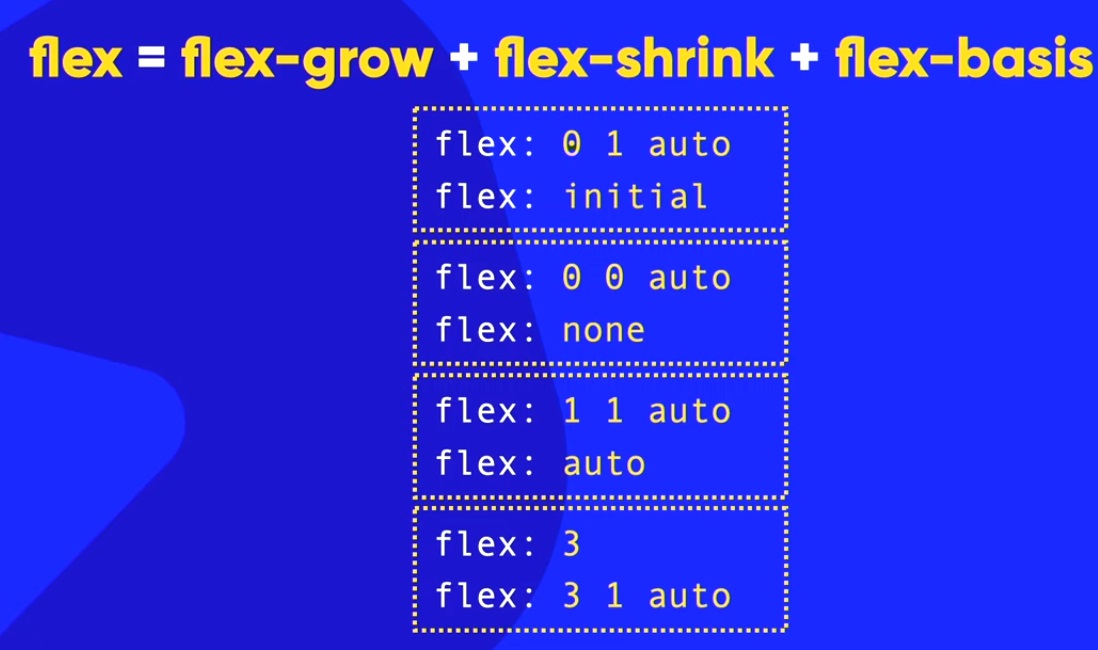 flex = flex-grow + flex-shrink + flex-basis
flex: 0 1 auto
flex: initial
flex: 0 0 auto
flex: none
flex: 1 1 auto
flex: auto
flex: 3
flex: 3 1 auto